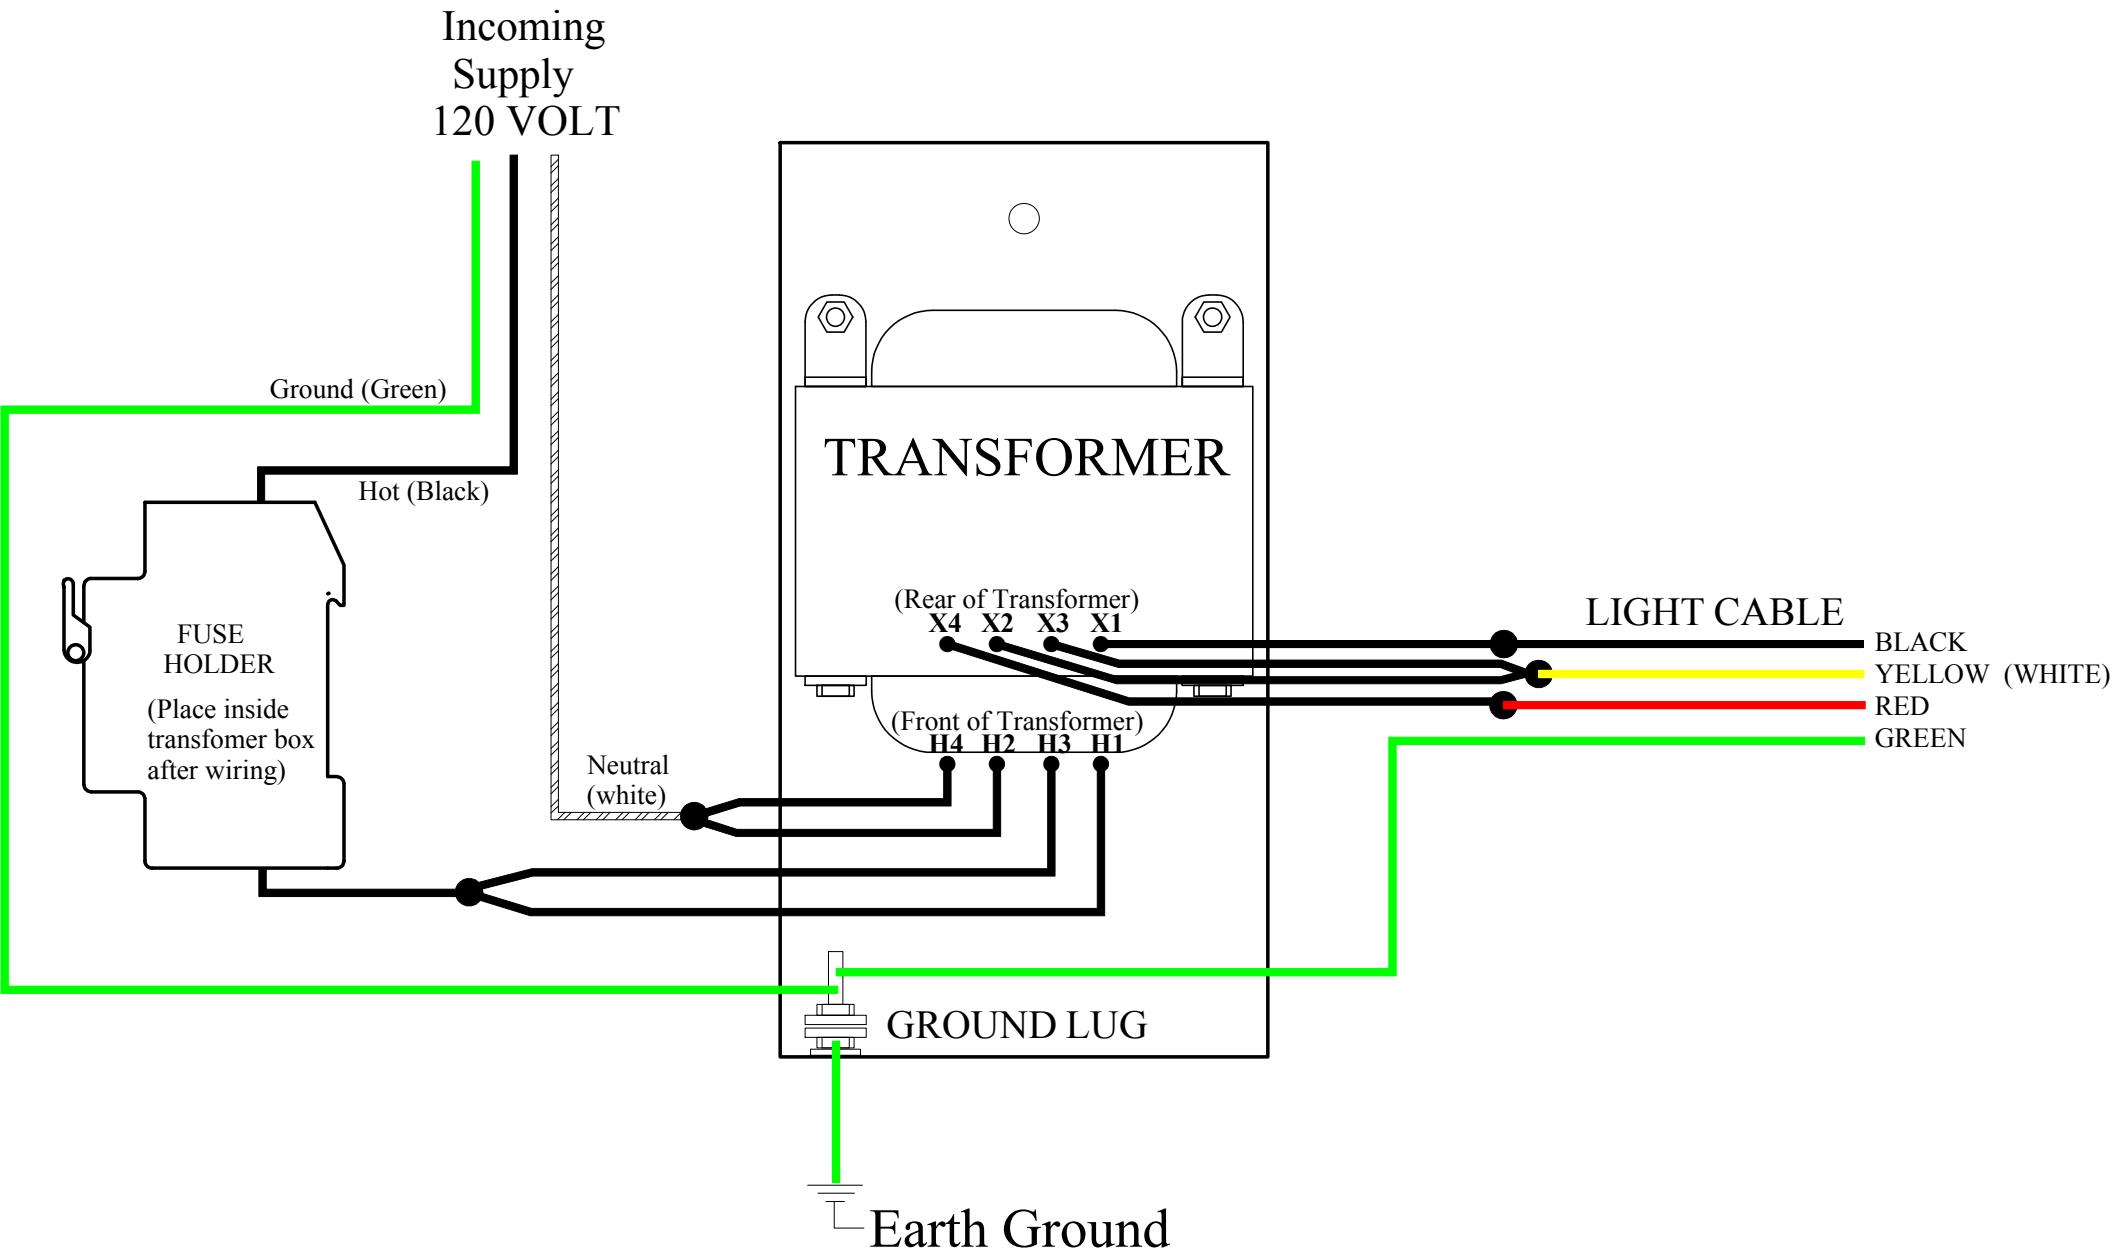 Incoming
Supply
120 VOLT
Ground (Green)
Hot (Black)
FUSE
HOLDER
(Place inside
transfomer box
after wiring)
Neutral
(white)
TRANSFORMER
(Rear of Transformer)
X4 X2 X3 X1
(Front of Transformer)
H4 H2 H3 H1
LIGHT CABLE
BLACK
YELLOW (WHITE)
RED
GREEN
GROUND LUG
Earth Ground